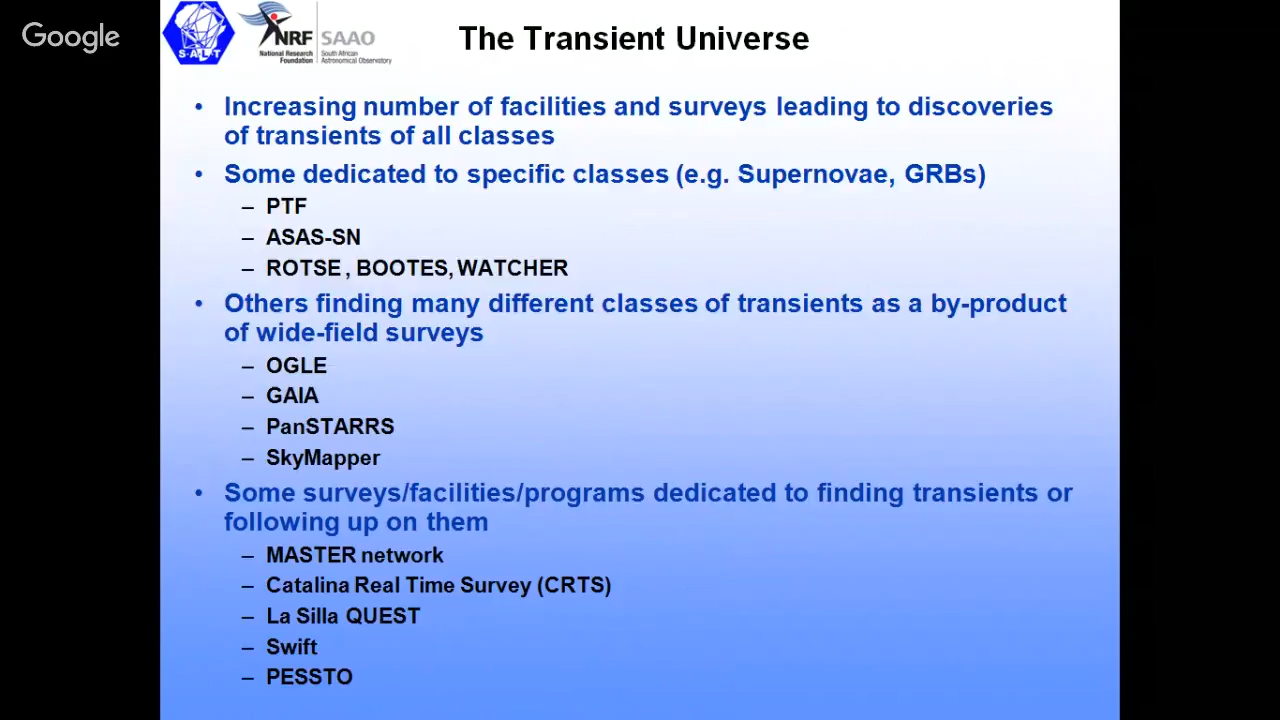 Google
SALT
NRF
National Research
Foundation
SAAO
South African
Astronomical Observatory
The Transient Universe
• Increasing number of facilities and surveys leading to discoveries
of transients of all classes
• Some dedicated to specific classes (e.g. Supernovae, GRBs)
– PTF
– ASAS-SN
– ROTSE , BOOTES, WATCHER
• Others finding many different classes of transients as a by-product
of wide-field surveys
– OGLE
– GAIA
– PanSTARRS
– SkyMapper
• Some surveys/facilities/programs dedicated to finding transients or
following up on them
– MASTER network
– Catalina Real Time Survey (CRTS)
– La Silla QUEST
– Swift
– PESSTO